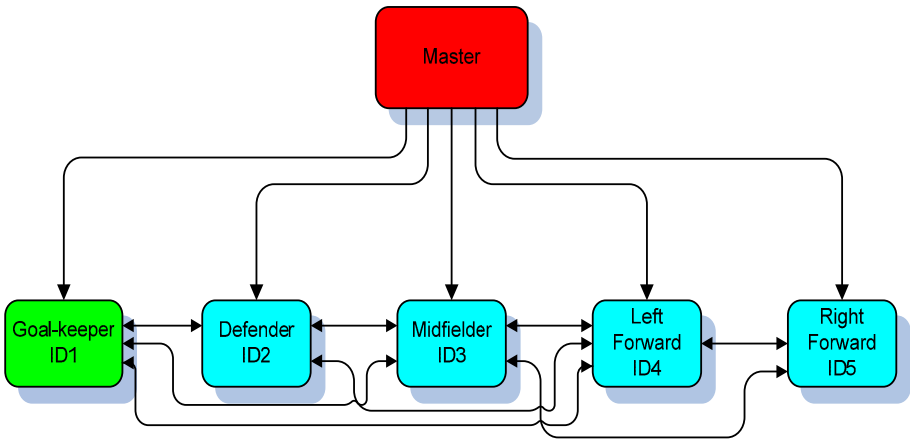 Master
Goal-keeper
ID1
Defender
ID2
Midfielder
ID3
Left
Forward
ID4
Right
Forward
ID5